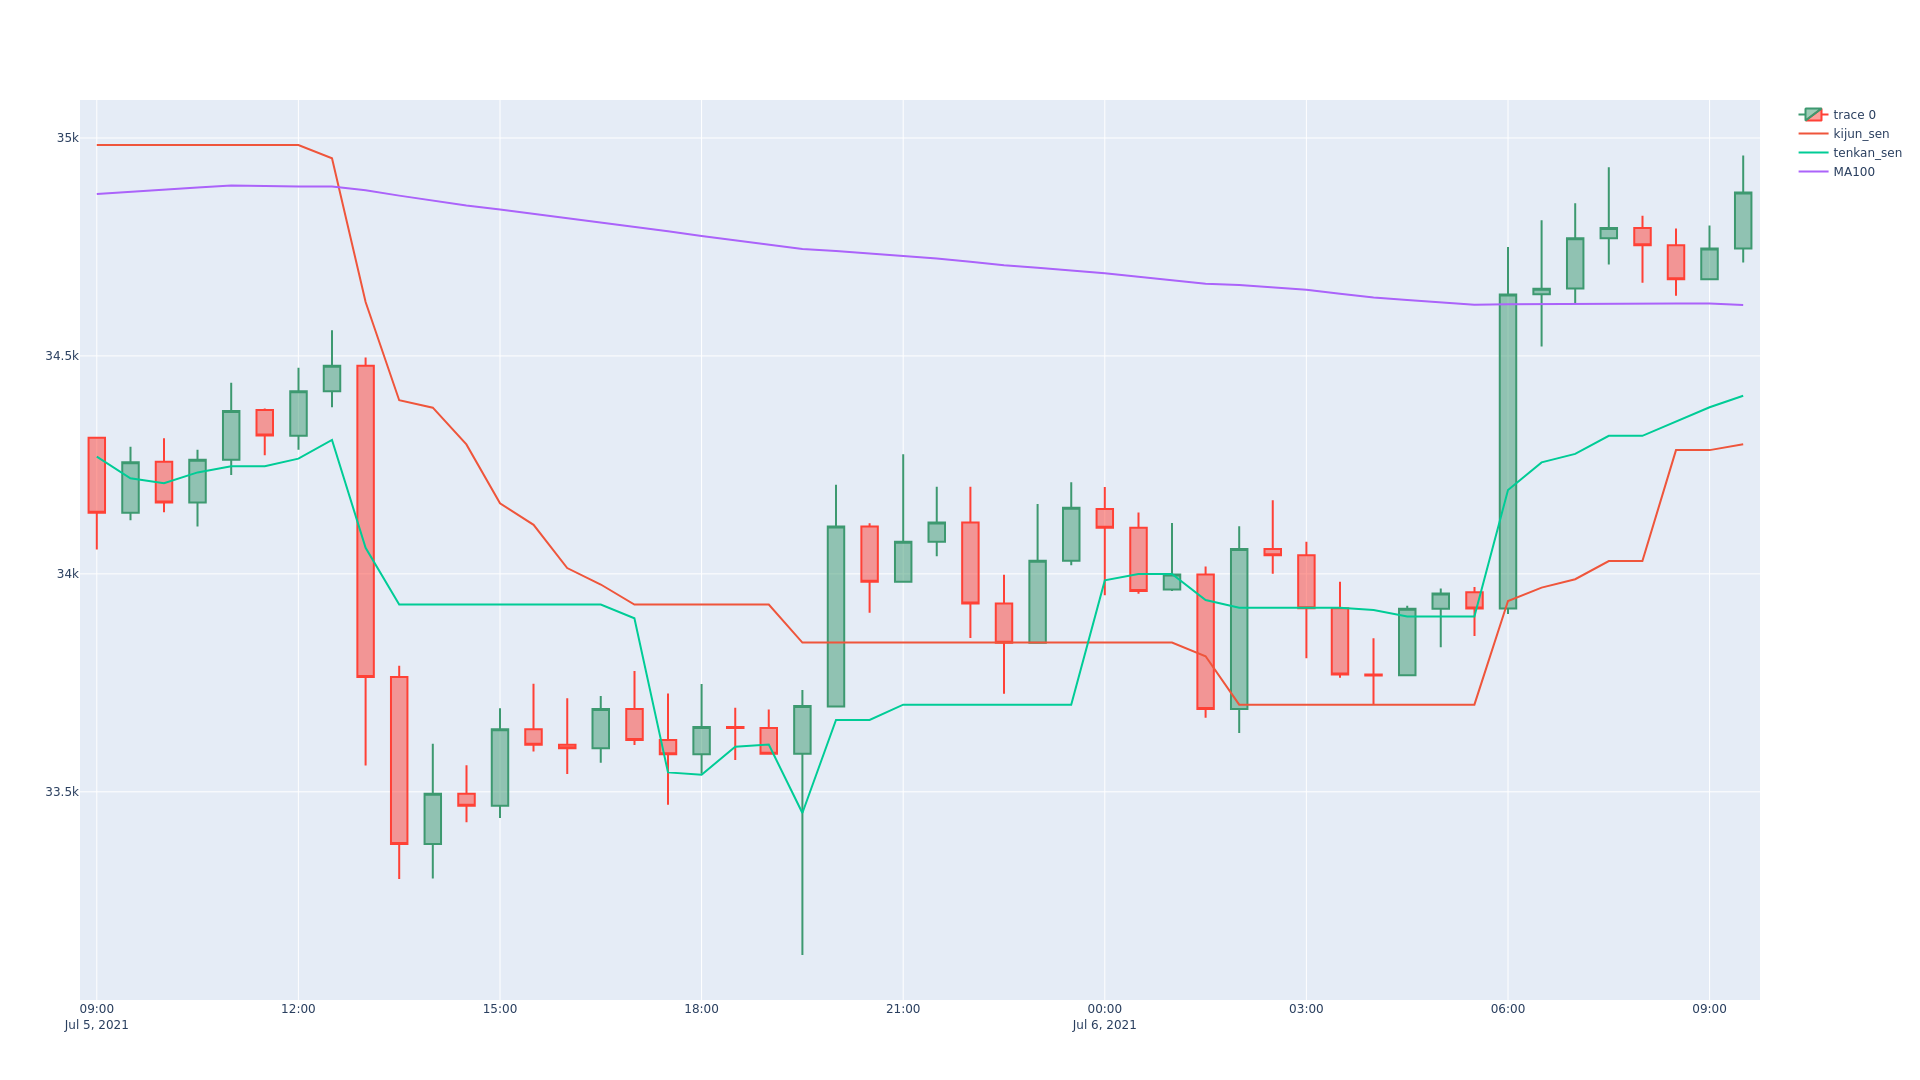 35k
34.5k
34k
33.5k
09:00
Jul 5, 2021
12:00
15:00
18:00
21:00
00:00
Jul 6, 2021
03:00
06:00
09:00
trace 0
kijun_sen
tenkan_sen
MA100